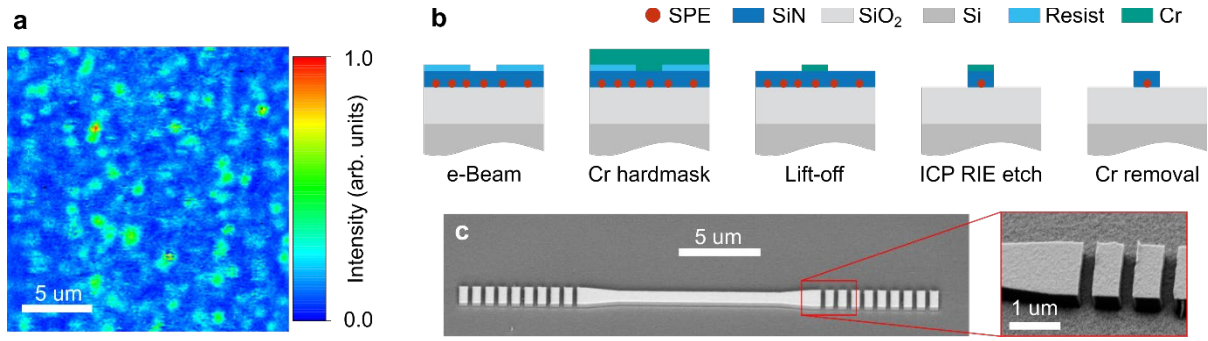 a
1.0
Intensity (arb. units)
0.0
5 um
b
SPE SiN SiO₂ Si Resist Cr
e-Beam Cr hardmask Lift-off ICP RIE etch Cr removal
c
5 um
1 um